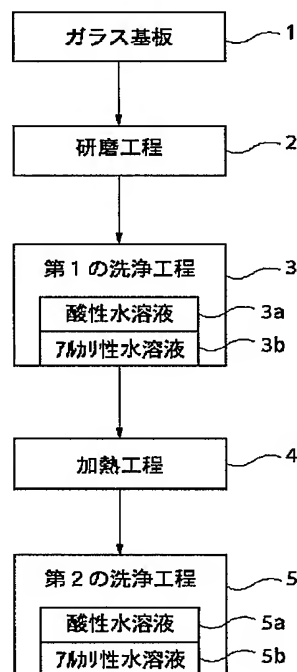 ガラス基板 1
研磨工程 2
第1の洗浄工程 3
酸性水溶液 3a
アルカリ性水溶液 3b
加熱工程 4
第2の洗浄工程 5
酸性水溶液 5a
アルカリ性水溶液 5b